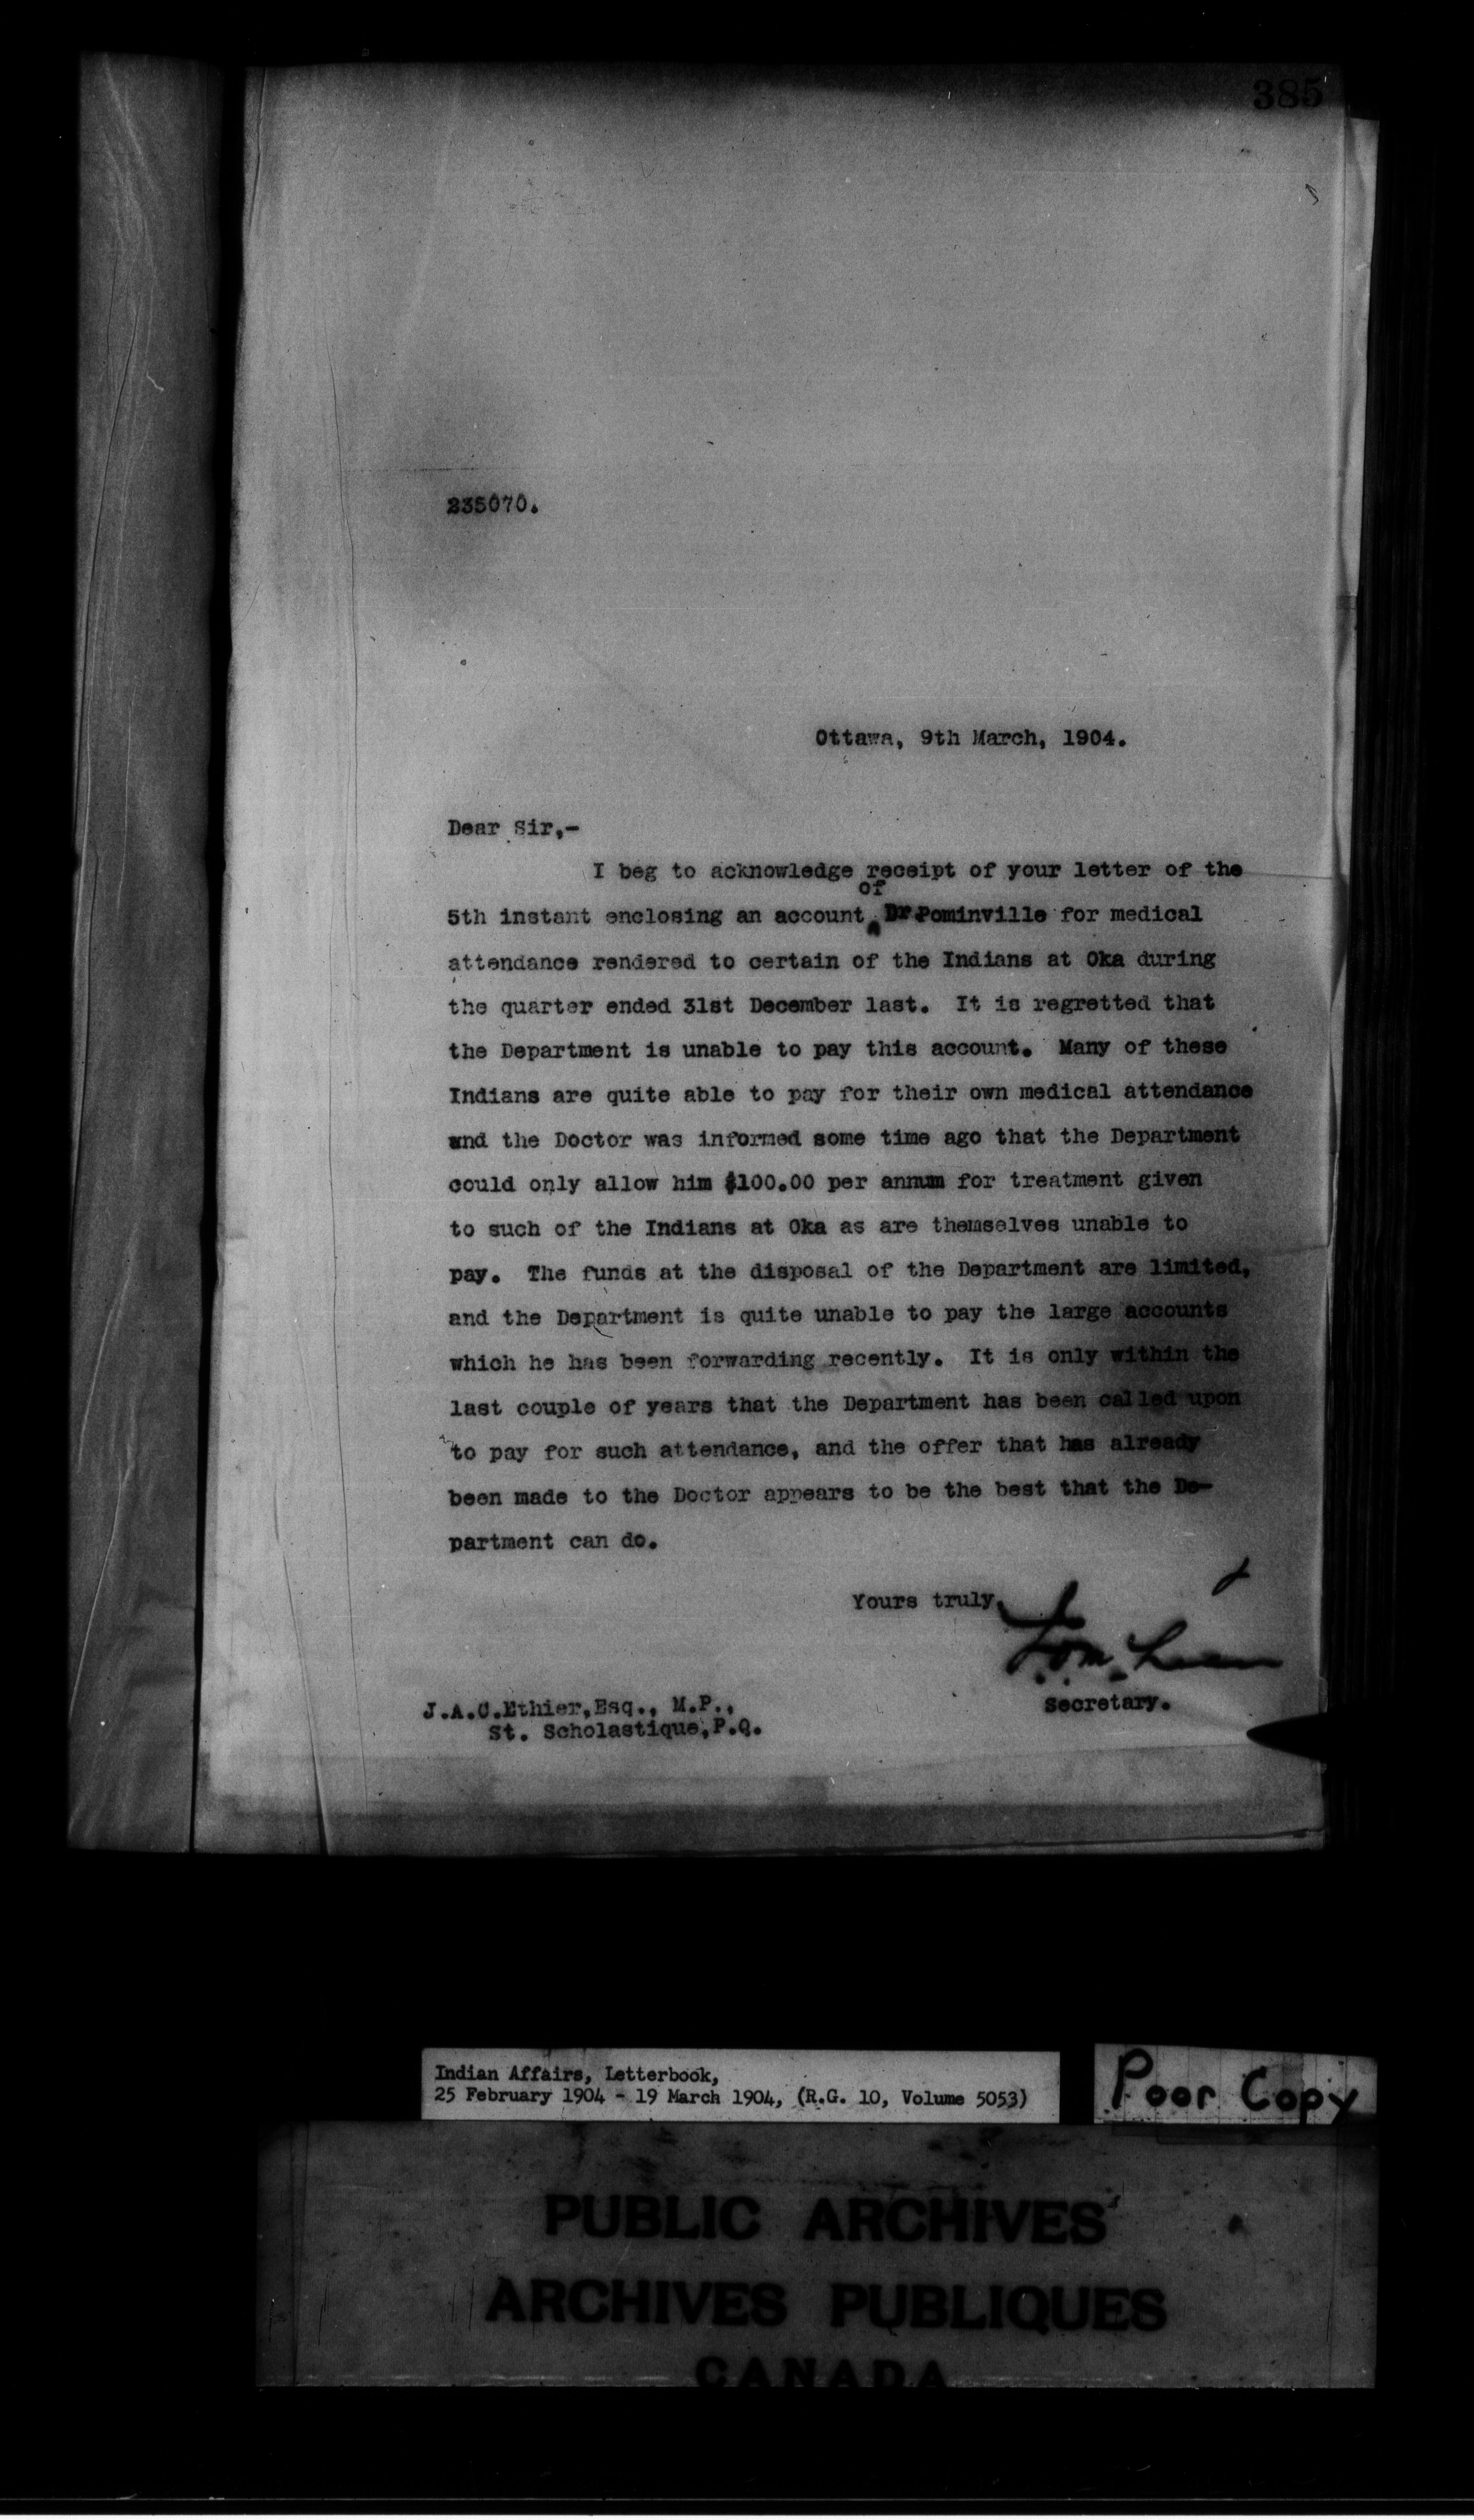 385
235070.
Ottawa, 9th March, 1904.
Dear Sir,-
I beg to acknowledge receipt of your letter of the
of
5th instant enclosing an account Dr Pominville for medical
attendance rendered to certain of the Indians at Oka during
the quarter ended 31st December last. It is regretted that
the Department is unable to pay this account. Many of these
Indians are quite able to pay for their own medical attendance
and the Doctor was informed some time ago that the Department
could only allow him $100.00 per annum for treatment given
to such of the Indians at Oka as are themselves unable to
pay. The funds at the disposal of the Department are limited,
and the Department is quite unable to pay the large accounts
which he has been forwarding recently. It is only within the
last couple of years that the Department has been called upon
to pay for such attendance, and the offer that has already
been made to the Doctor appears to be the best that the De-
partment can do.
Yours truly,
Secretary.
J.A.C.Ethier,Esq., M.P.,
St. Scholastique,P.Q.
Indian Affairs, Letterbook,
25 February 1904 - 19 March 1904, (R.G. 10, Volume 5053)
Poor Copy
PUBLIC ARCHIVES
ARCHIVES PUBLIQUES
CANADA